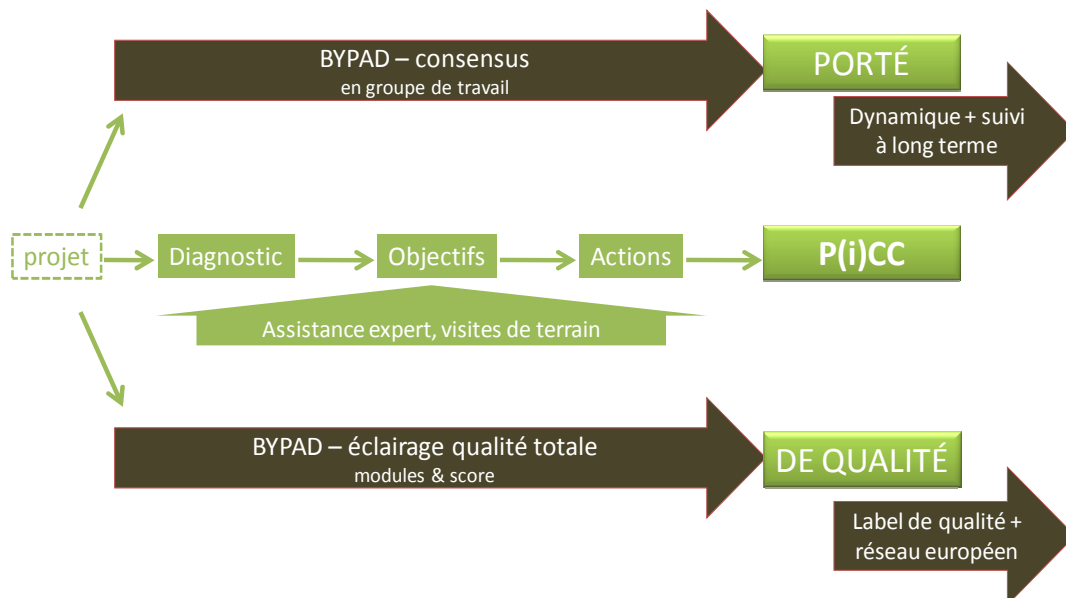 BYPAD – consensus
en groupe de travail
PORTÉ
Dynamique + suivi
à long terme
projet
Diagnostic
Objectifs
Actions
P(i)CC
Assistance expert, visites de terrain
BYPAD – éclairage qualité totale
modules & score
DE QUALITÉ
Label de qualité +
réseau européen